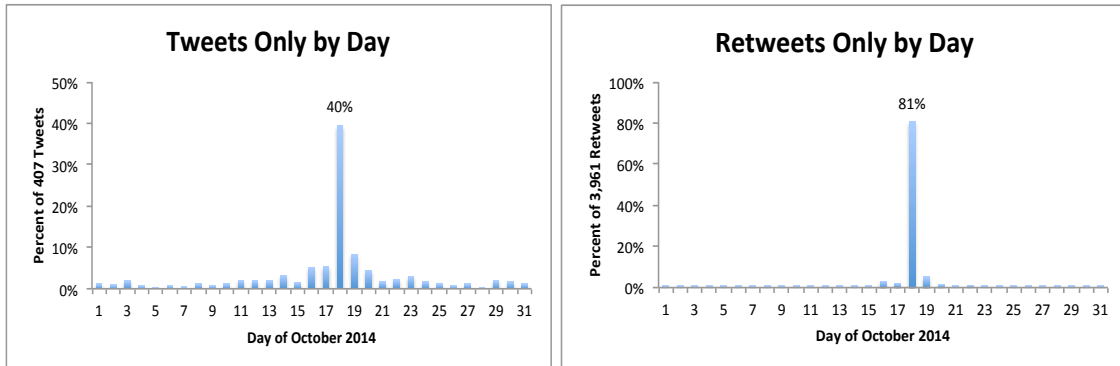 Tweets Only by Day
Percent of 407 Tweets
50%
40%
30%
20%
10%
0%
40%
1 3 5 7 9 11 13 15 17 19 21 23 25 27 29 31
Day of October 2014
Retweets Only by Day
Percent of 3,961 Retweets
100%
80%
60%
40%
20%
0%
81%
1 3 5 7 9 11 13 15 17 19 21 23 25 27 29 31
Day of October 2014